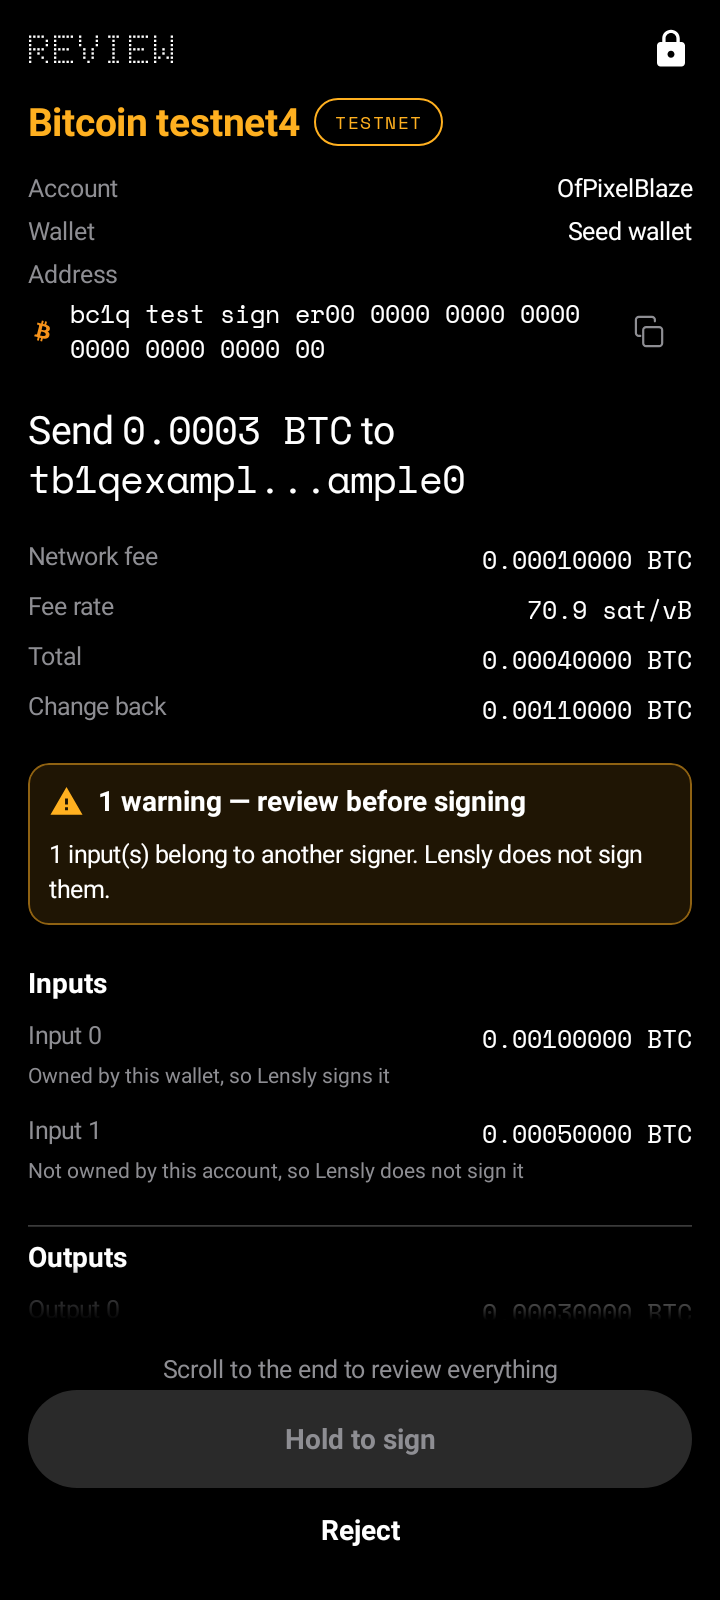 REVIEW
Bitcoin testnet4 TESTNET
Account OfPixelBlaze
Wallet Seed wallet
Address
bc1q test sign er00 0000 0000 0000
0000 0000 0000 00
Send 0.0003 BTC to
tb1qexampl...ample0
Network fee 0.00010000 BTC
Fee rate 70.9 sat/vB
Total 0.00040000 BTC
Change back 0.00110000 BTC
1 warning — review before signing
1 input(s) belong to another signer. Lensly does not sign
them.
Inputs
Input 0 0.00100000 BTC
Owned by this wallet, so Lensly signs it
Input 1 0.00050000 BTC
Not owned by this account, so Lensly does not sign it
Outputs
Output 0 0.00030000 BTC
Scroll to the end to review everything
Hold to sign
Reject